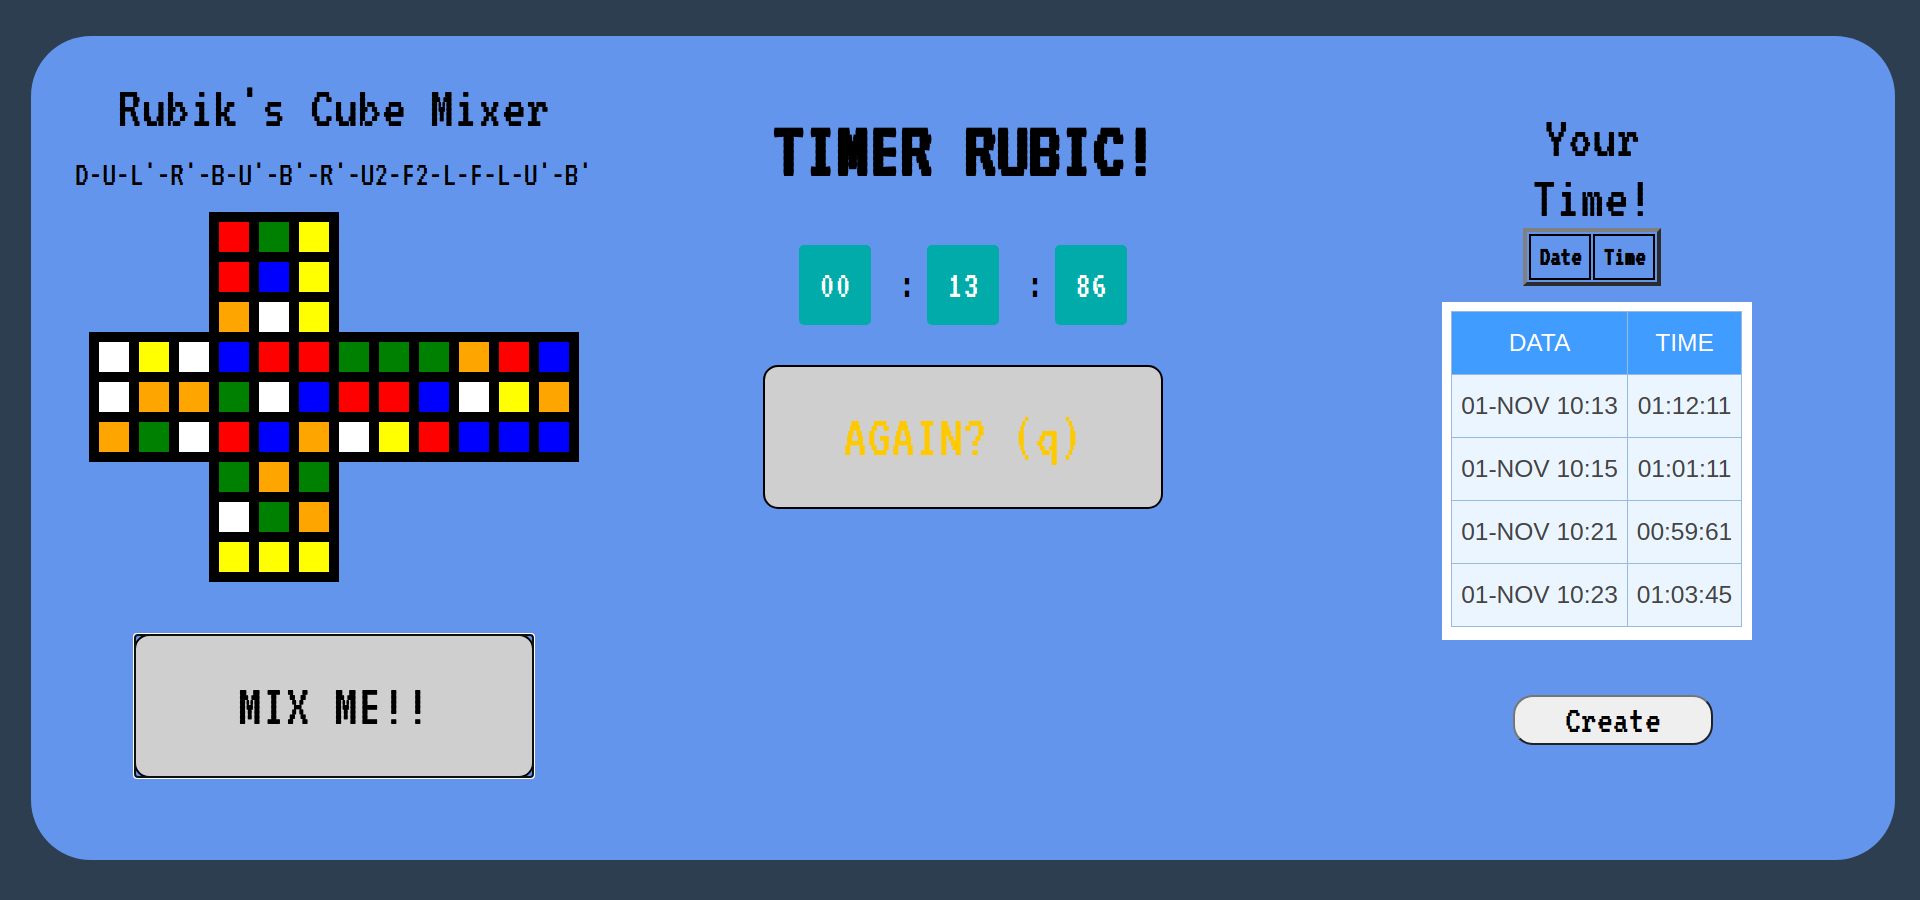 Rubik's Cube Mixer
D-U-L'-R'-B-U'-B'-R'-U2-F2-L-F-L-U'-B'
MIX ME!!
TIMER RUBIC!
00 : 13 : 86
AGAIN? (q)
Your
Time!
Date Time
DATA TIME
01-NOV 10:13 01:12:11
01-NOV 10:15 01:01:11
01-NOV 10:21 00:59:61
01-NOV 10:23 01:03:45
Create